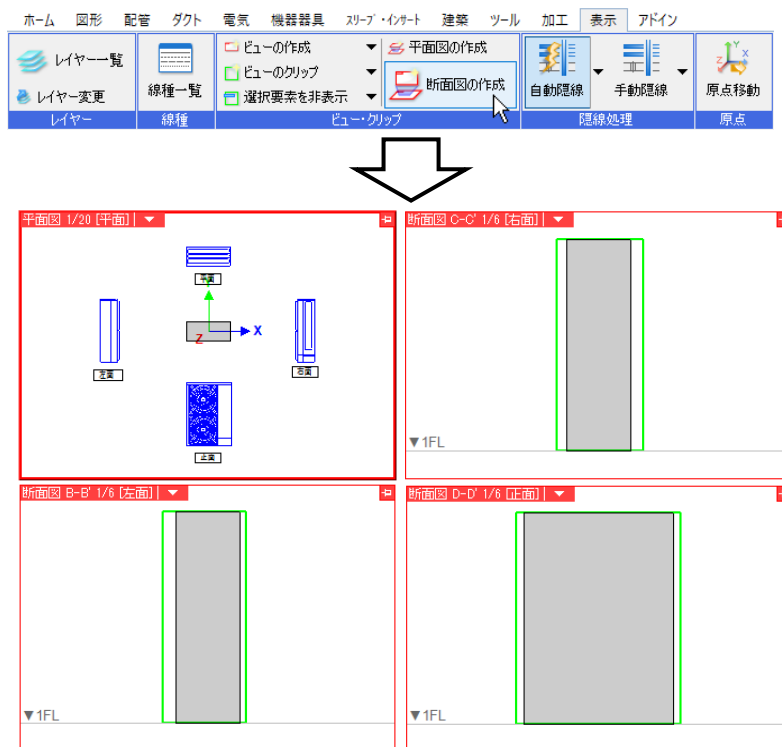 ホーム 図形 配管 ダクト 電気 機器器具 スリーブ・インサート 建築 ツール 加工 表示 アドイン
レイヤー一覧
レイヤー変更
レイヤー
線種一覧
線種
ビューの作成
ビューのクリップ
選択要素を非表示
平面図の作成
断面図の作成
ビュー・クリップ
自動隠線
手動隠線
隠線処理
原点移動
原点
平面図 1/20 [平面]
平面
Y
X
Z
左面
右面
正面
断面図 C-C' 1/6 [右面]
▼1FL
断面図 B-B' 1/6 [左面]
▼1FL
断面図 D-D' 1/6 [正面]
▼1FL